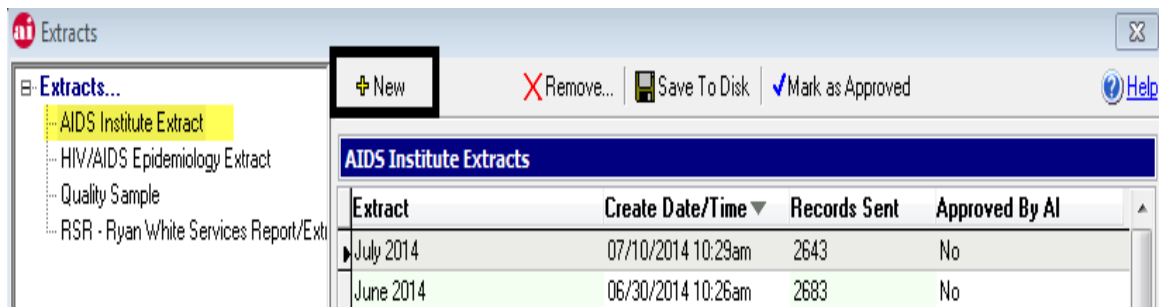 ai Extracts
Extracts...
AIDS Institute Extract
HIV/AIDS Epidemiology Extract
Quality Sample
RSR - Ryan White Services Report/Extr
New Remove... Save To Disk Mark as Approved Help
AIDS Institute Extracts
Extract Create Date/Time Records Sent Approved By AI
July 2014 07/10/2014 10:29am 2643 No
June 2014 06/30/2014 10:26am 2683 No